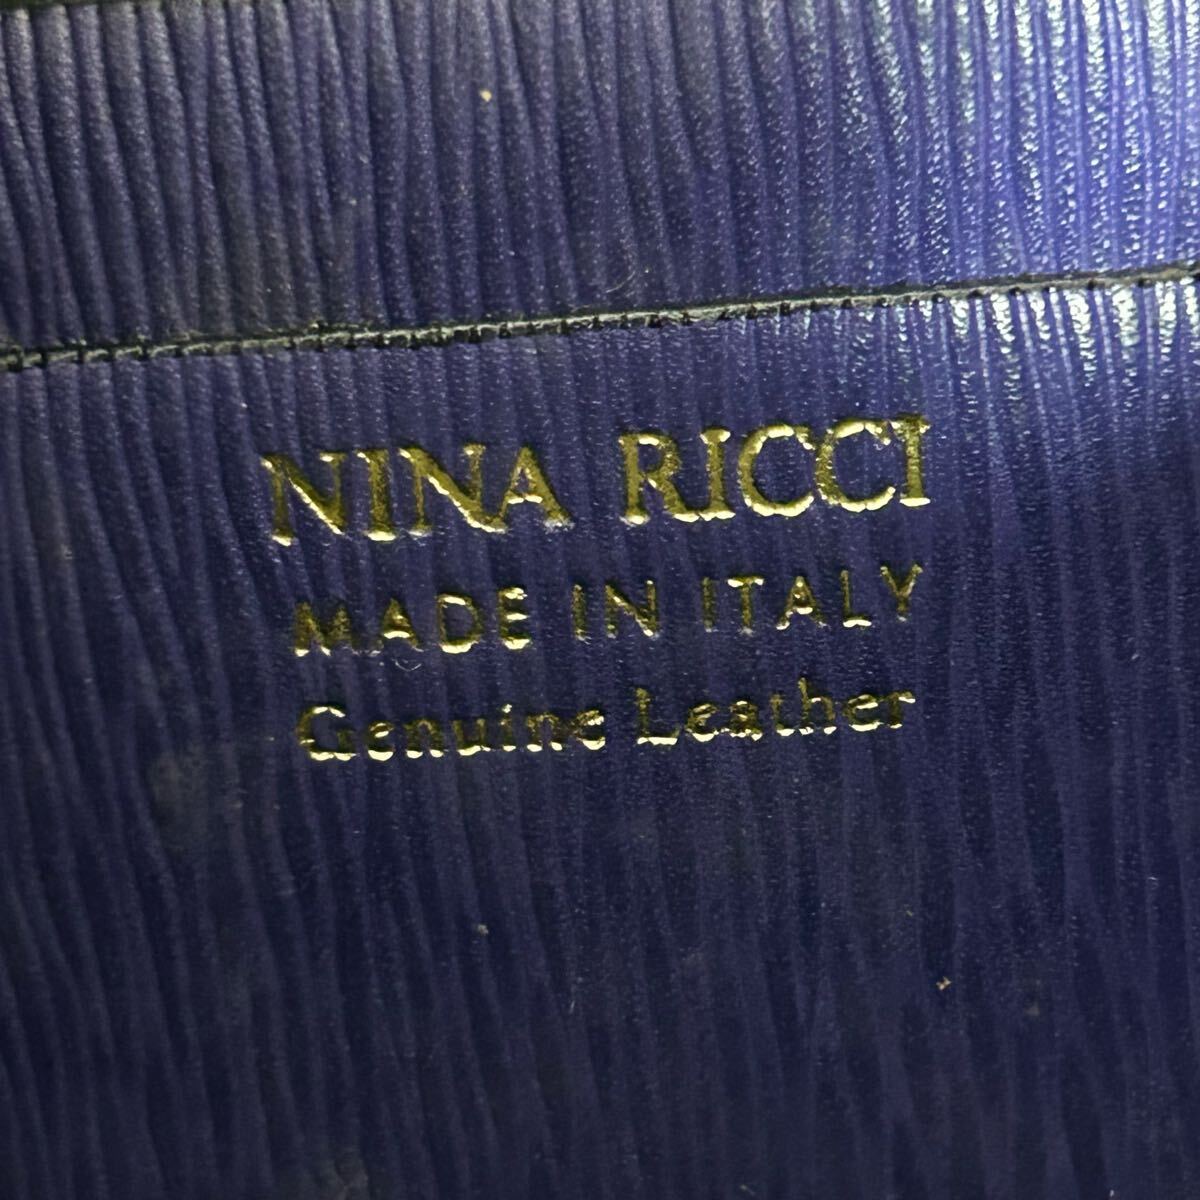 NINA RICCI
MADE IN ITALY
Genuine Leather